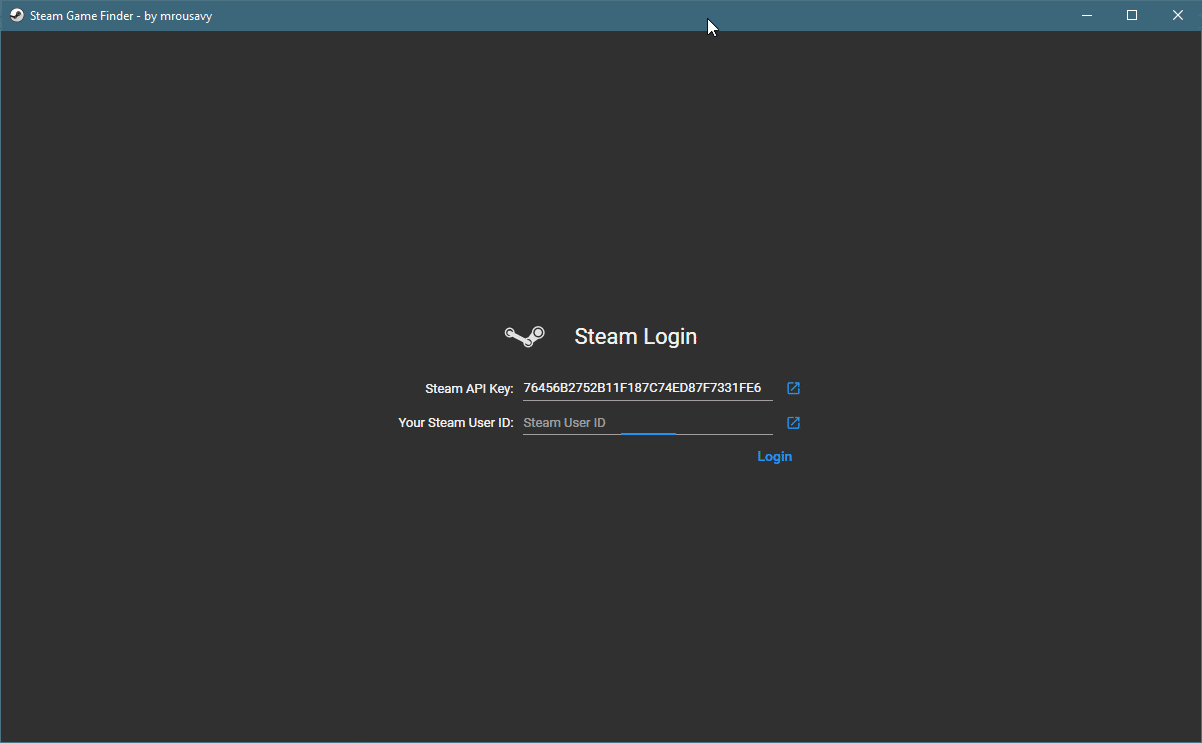 Steam Game Finder - by mrousavy
Steam Login
Steam API Key: 76456B2752B11F187C74ED87F7331FE6
Your Steam User ID: Steam User ID
Login